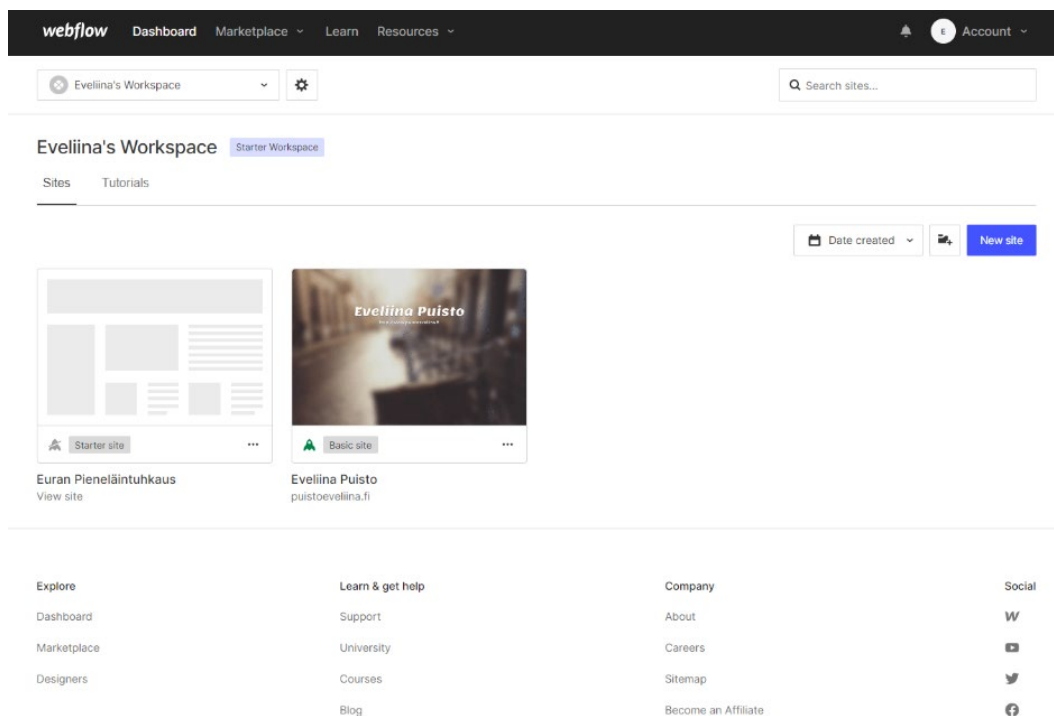 webflow Dashboard Marketplace Learn Resources E Account
Eveliina's Workspace Search sites...
Eveliina's Workspace Starter Workspace
Sites Tutorials
Date created New site
Eveliina Puisto
Starter site Basic site
Euran Pieneläintuhkaus Eveliina Puisto
View site puistoeveliina.fi
Explore Learn & get help Company Social
Dashboard Support About W
Marketplace University Careers
Designers Courses Sitemap
Blog Become an Affiliate